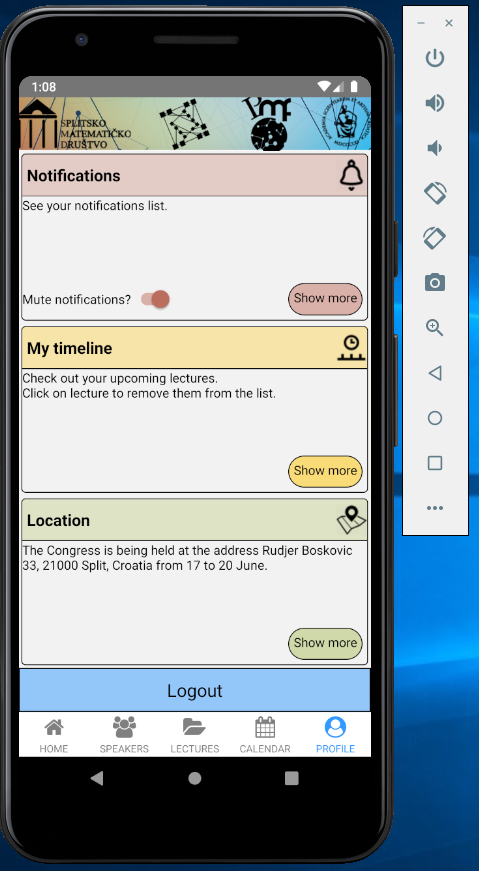 1:08
SPLITSKO
MATEMATIČKO
DRUŠTVO
Notifications
See your notifications list.
Mute notifications?
Show more
My timeline
Check out your upcoming lectures.
Click on lecture to remove them from the list.
Show more
Location
The Congress is being held at the address Rudjer Boskovic
33, 21000 Split, Croatia from 17 to 20 June.
Show more
Logout
HOME SPEAKERS LECTURES CALENDAR PROFILE